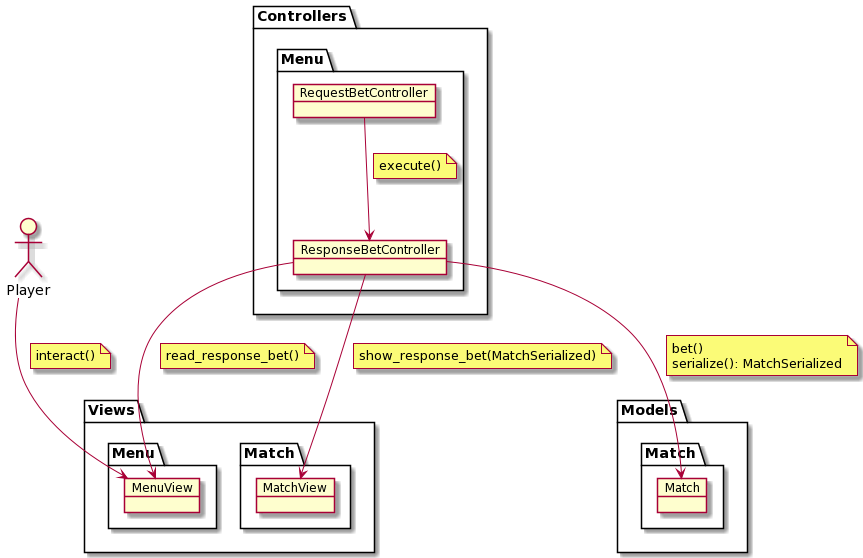 Controllers
Menu
RequestBetController
execute()
ResponseBetController
Player
interact()
read_response_bet()
show_response_bet(MatchSerialized)
bet()
serialize(): MatchSerialized
Views
Menu
MenuView
Match
MatchView
Models
Match
Match